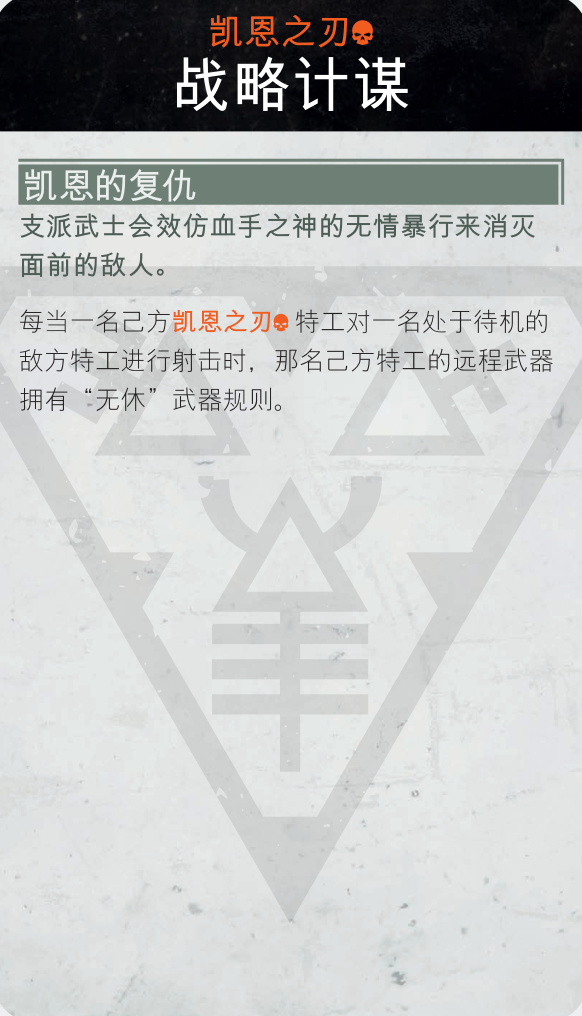 凯恩之刃
战略计谋
凯恩的复仇
支派武士会效仿血手之神的无情暴行来消灭
面前的敌人。
每当一名己方凯恩之刃 特工对一名处于待机的
敌方特工进行射击时，那名己方特工的远程武器
拥有“无休”武器规则。